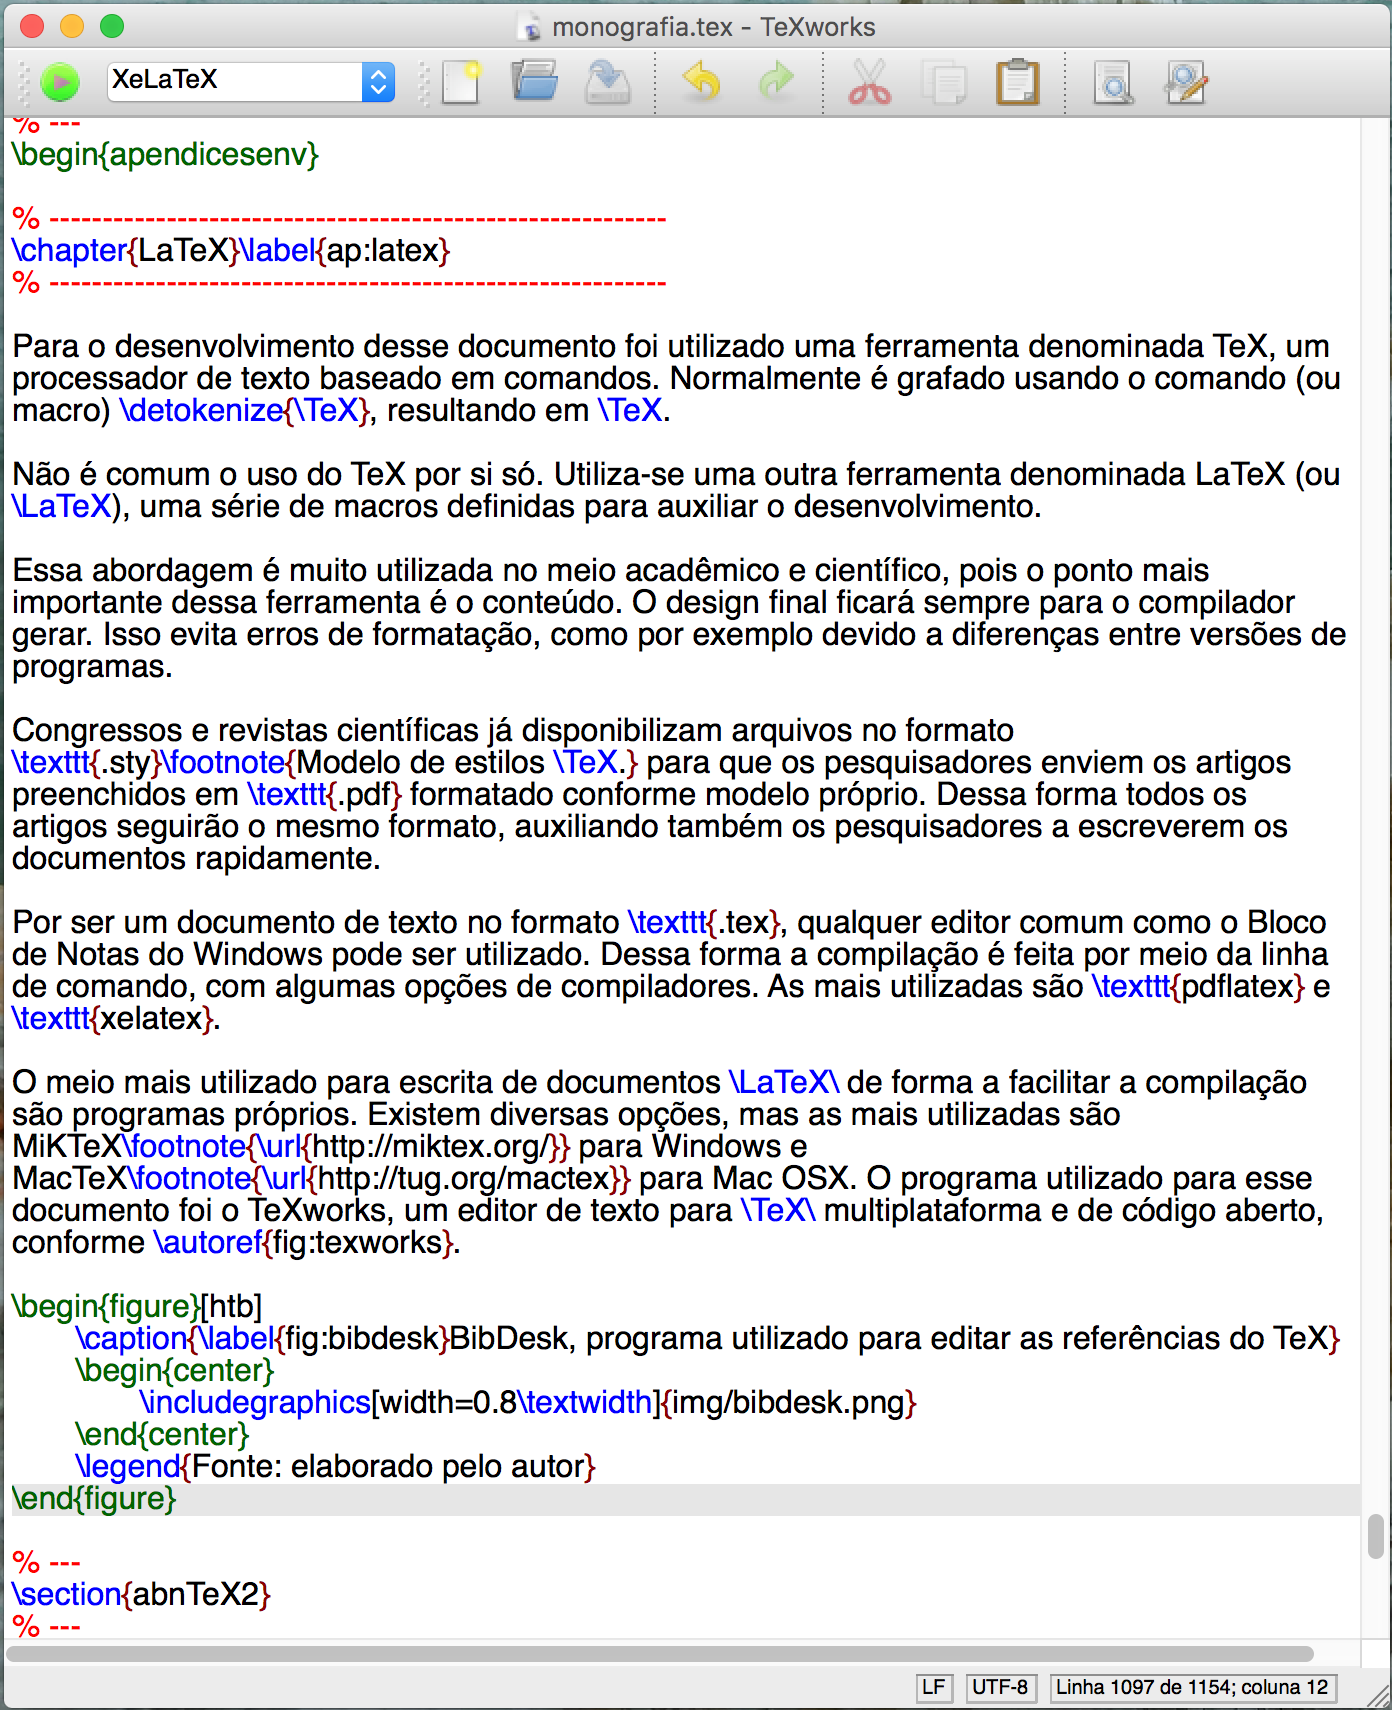 monografia.tex - TeXworks
XeLaTeX
% ---
\begin{apendicesenv}
% ----------------------------------------------------------
\chapter{LaTeX}\label{ap:latex}
% ----------------------------------------------------------
Para o desenvolvimento desse documento foi utilizado uma ferramenta denominada TeX, um
processador de texto baseado em comandos. Normalmente é grafado usando o comando (ou
macro) \detokenize{\TeX}, resultando em \TeX.
Não é comum o uso do TeX por si só. Utiliza-se uma outra ferramenta denominada LaTeX (ou
\LaTeX), uma série de macros definidas para auxiliar o desenvolvimento.
Essa abordagem é muito utilizada no meio acadêmico e científico, pois o ponto mais
importante dessa ferramenta é o conteúdo. O design final ficará sempre para o compilador
gerar. Isso evita erros de formatação, como por exemplo devido a diferenças entre versões de
programas.
Congressos e revistas científicas já disponibilizam arquivos no formato
\texttt{.sty}\footnote{Modelo de estilos \TeX.} para que os pesquisadores enviem os artigos
preenchidos em \texttt{.pdf} formatado conforme modelo próprio. Dessa forma todos os
artigos seguirão o mesmo formato, auxiliando também os pesquisadores a escreverem os
documentos rapidamente.
Por ser um documento de texto no formato \texttt{.tex}, qualquer editor comum como o Bloco
de Notas do Windows pode ser utilizado. Dessa forma a compilação é feita por meio da linha
de comando, com algumas opções de compiladores. As mais utilizadas são \texttt{pdflatex} e
\texttt{xelatex}.
O meio mais utilizado para escrita de documentos \LaTeX\ de forma a facilitar a compilação
são programas próprios. Existem diversas opções, mas as mais utilizadas são
MiKTeX\footnote{\url{http://miktex.org/}} para Windows e
MacTeX\footnote{\url{http://tug.org/mactex}} para Mac OSX. O programa utilizado para esse
documento foi o TeXworks, um editor de texto para \TeX\ multiplataforma e de código aberto,
conforme \autoref{fig:texworks}.
\begin{figure}[htb]
\caption{\label{fig:bibdesk}BibDesk, programa utilizado para editar as referências do TeX}
\begin{center}
\includegraphics[width=0.8\textwidth]{img/bibdesk.png}
\end{center}
\legend{Fonte: elaborado pelo autor}
\end{figure}
% ---
\section{abnTeX2}
% ---
LF UTF-8 Linha 1097 de 1154; coluna 12